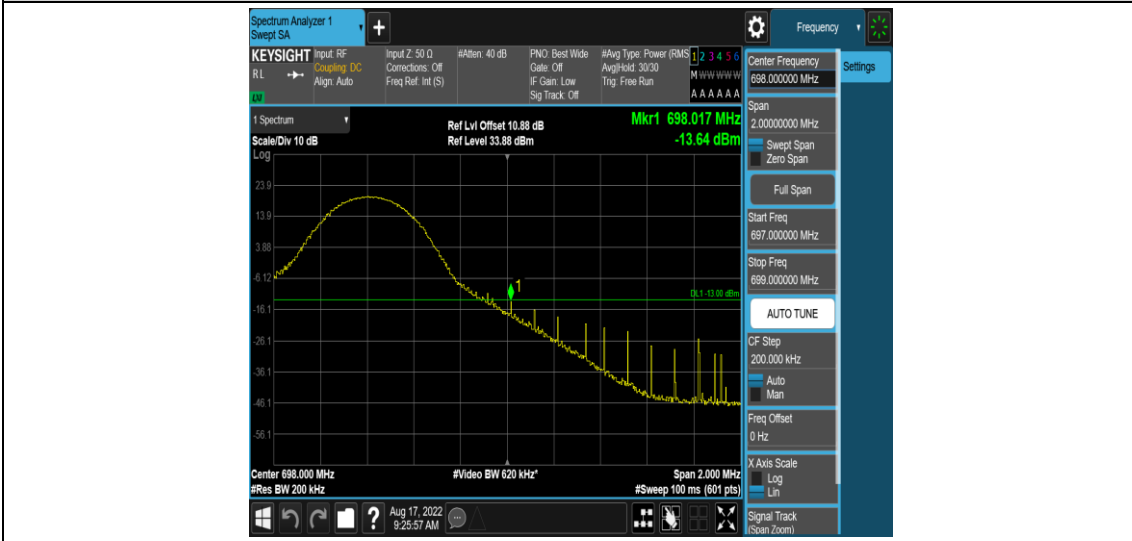 Spectrum Analyzer 1
Swept SA
+
Frequency
KEYSIGHT
RL
Input: RF
Coupling: DC
Align: Auto
Input Z: 50 Ω
Corrections: Off
Freq Ref: Int (S)
#Atten: 40 dB
PNO: Best Wide
Gate: Off
IF Gain: Low
Sig Track: Off
#Avg Type: Power (RMS
Avg|Hold: 30/30
Trig: Free Run
1 2 3 4 5 6
M W W W W W
A A A A A A
1 Spectrum
Scale/Div 10 dB
Log
Ref Lvl Offset 10.88 dB
Ref Level 33.88 dBm
Mkr1 698.017 MHz
-13.64 dBm
23.9
13.9
3.88
-6.12
-16.1
-26.1
-36.1
-46.1
-56.1
1
DL1 -13.00 dBm
Center 698.000 MHz
#Res BW 200 kHz
#Video BW 620 kHz*
Span 2.000 MHz
#Sweep 100 ms (601 pts)
?
Aug 17, 2022
9:25:57 AM
Center Frequency
698.000000 MHz
Settings
Span
2.00000000 MHz
Swept Span
Zero Span
Full Span
Start Freq
697.000000 MHz
Stop Freq
699.000000 MHz
AUTO TUNE
CF Step
200.000 kHz
Auto
Man
Freq Offset
0 Hz
X Axis Scale
Log
Lin
Signal Track
(Span Zoom)